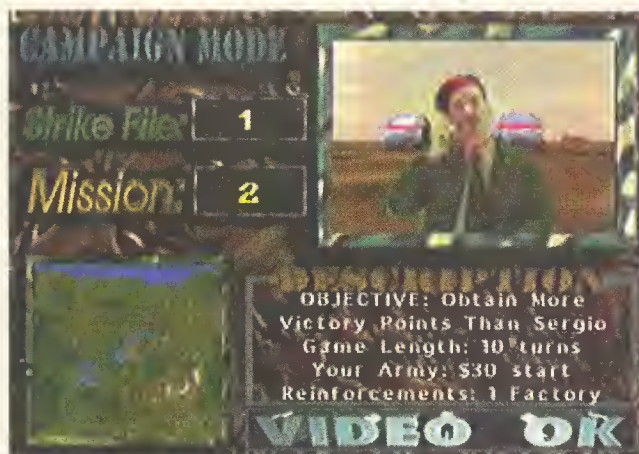 CAMPAIGN MODE
Strike File: 1
Mission: 2
DESCRIPTION
OBJECTIVE: Obtain More
Victory Points Than Sergio
Game Length: 10 turns
Your Army: $30 start
Reinforcements: 1 Factory
VIDEO OK